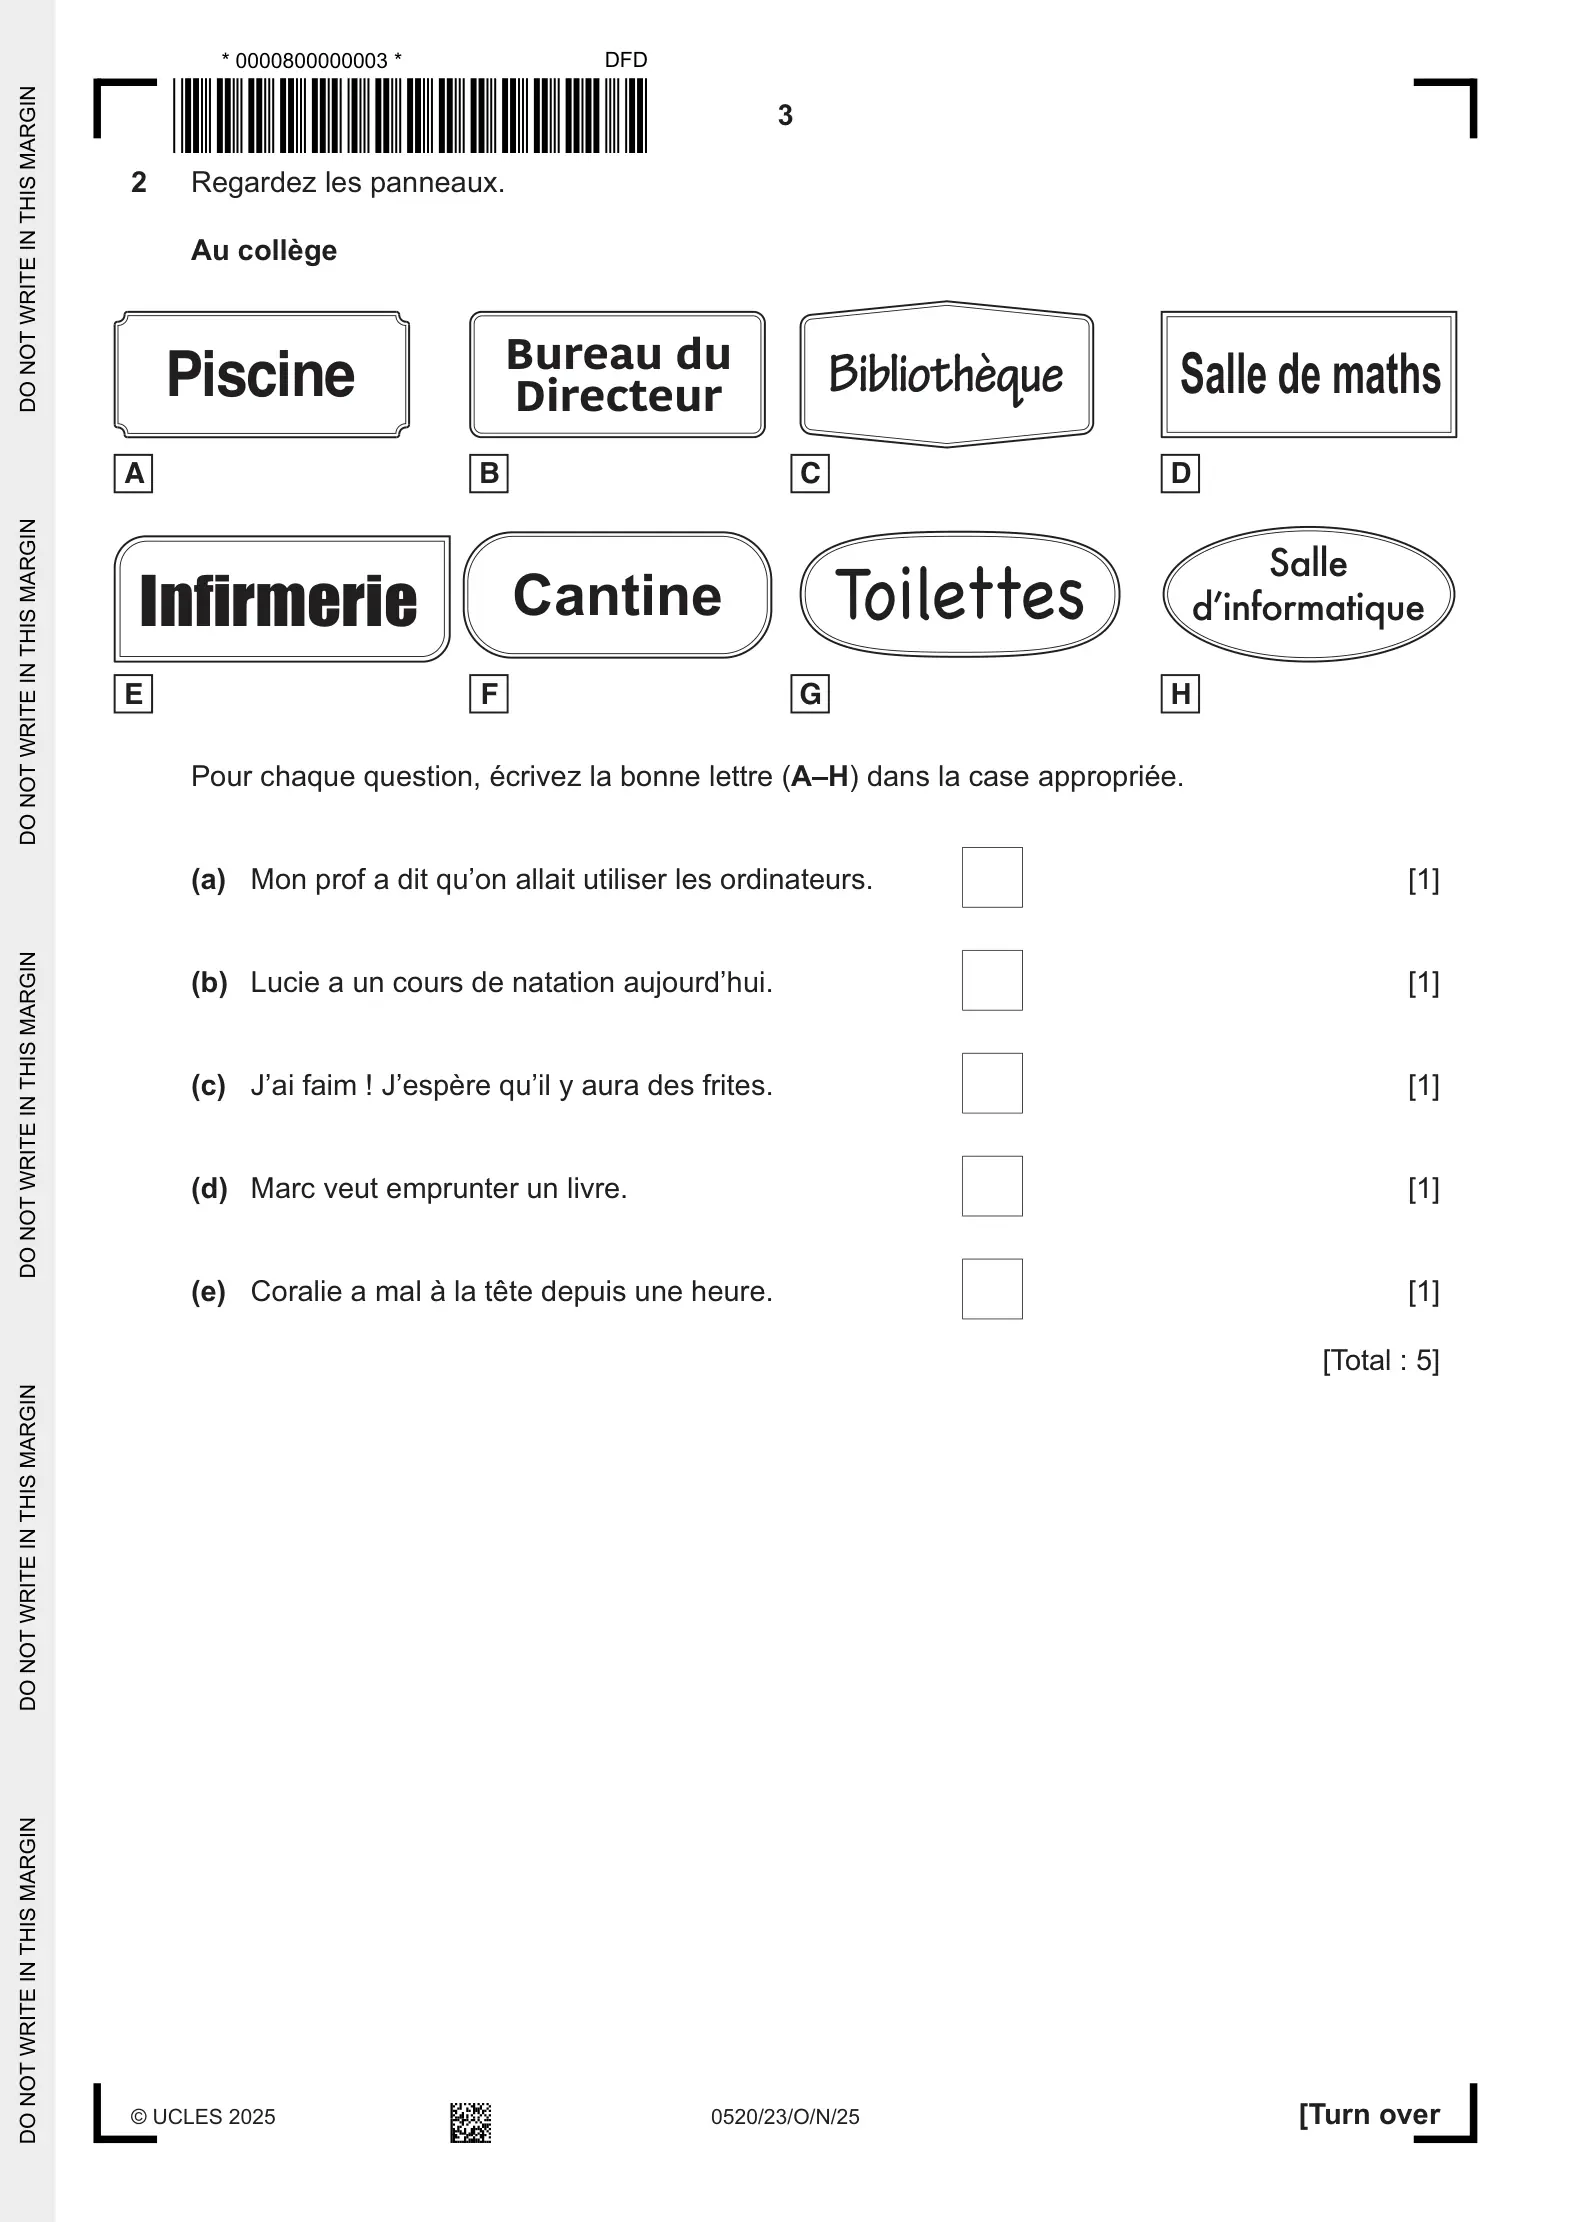 * 0000800000003 *
DFD
3
2 Regardez les panneaux.
Au collège
Piscine
Bureau du
Directeur
Bibliothèque
Salle de maths
A
B
C
D
Infirmerie
Cantine
Toilettes
Salle
d'informatique
E
F
G
H
Pour chaque question, écrivez la bonne lettre (A–H) dans la case appropriée.
(a) Mon prof a dit qu'on allait utiliser les ordinateurs. [1]
(b) Lucie a un cours de natation aujourd'hui. [1]
(c) J'ai faim ! J'espère qu'il y aura des frites. [1]
(d) Marc veut emprunter un livre. [1]
(e) Coralie a mal à la tête depuis une heure. [1]
[Total : 5]
© UCLES 2025
0520/23/O/N/25
[Turn over
DO NOT WRITE IN THIS MARGIN
DO NOT WRITE IN THIS MARGIN
DO NOT WRITE IN THIS MARGIN
DO NOT WRITE IN THIS MARGIN
DO NOT WRITE IN THIS MARGIN